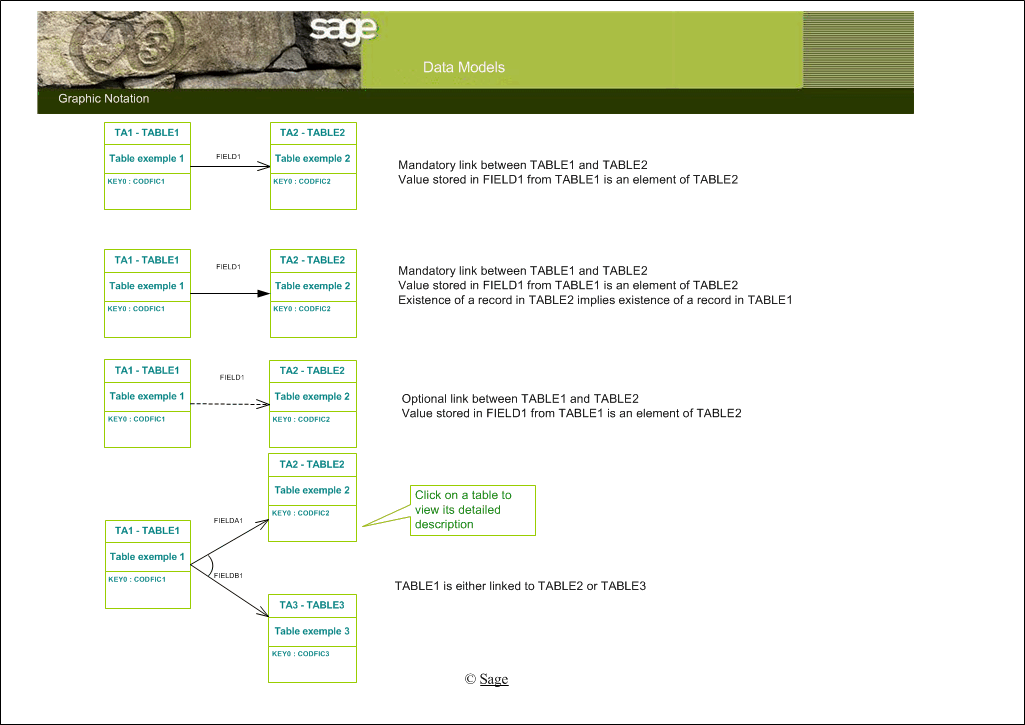 sage
Data Models
Graphic Notation
TA1 - TABLE1
Table exemple 1
KEY0 : CODFIC1
FIELD1
TA2 - TABLE2
Table exemple 2
KEY0 : CODFIC2
Mandatory link between TABLE1 and TABLE2
Value stored in FIELD1 from TABLE1 is an element of TABLE2
TA1 - TABLE1
Table exemple 1
KEY0 : CODFIC1
FIELD1
TA2 - TABLE2
Table exemple 2
KEY0 : CODFIC2
Mandatory link between TABLE1 and TABLE2
Value stored in FIELD1 from TABLE1 is an element of TABLE2
Existence of a record in TABLE2 implies existence of a record in TABLE1
TA1 - TABLE1
Table exemple 1
KEY0 : CODFIC1
FIELD1
TA2 - TABLE2
Table exemple 2
KEY0 : CODFIC2
Optional link between TABLE1 and TABLE2
Value stored in FIELD1 from TABLE1 is an element of TABLE2
TA1 - TABLE1
Table exemple 1
KEY0 : CODFIC1
FIELDA1
FIELDB1
TA2 - TABLE2
Table exemple 2
KEY0 : CODFIC2
TA3 - TABLE3
Table exemple 3
KEY0 : CODFIC3
Click on a table to
view its detailed
description
TABLE1 is either linked to TABLE2 or TABLE3
© Sage